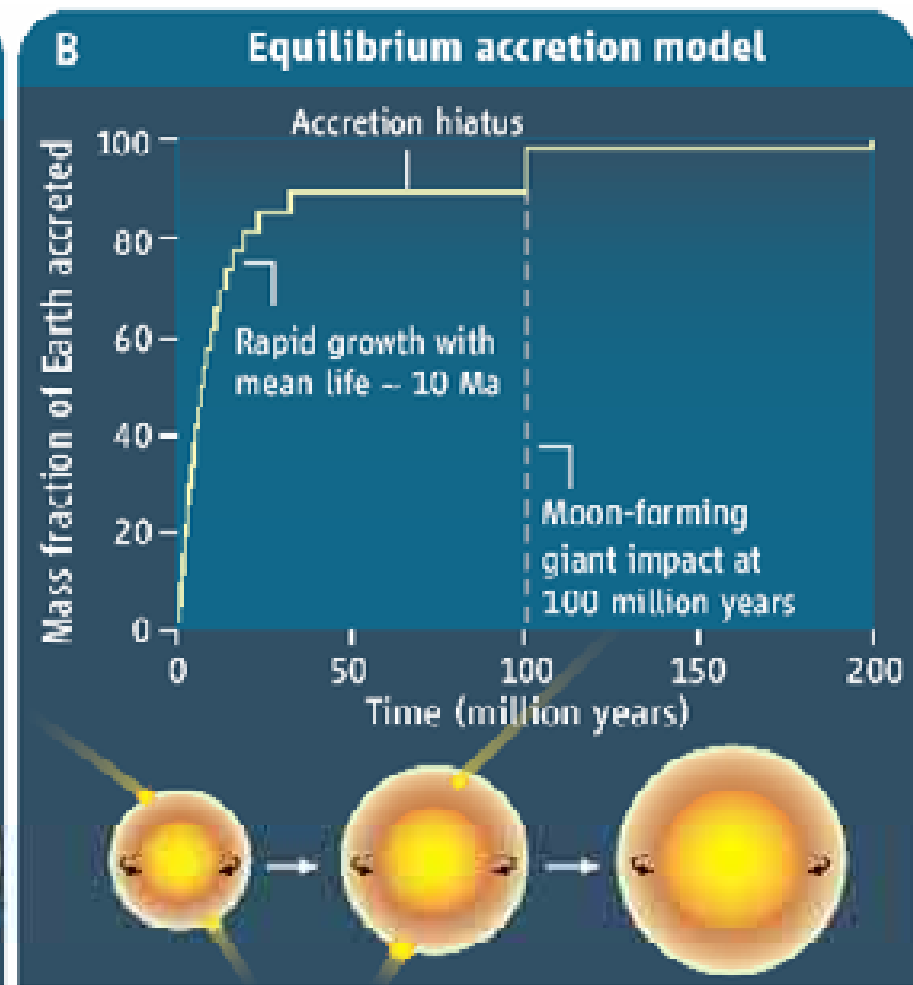 B
Equilibrium accretion model
Accretion hiatus
Mass fraction of Earth accreted
100
80
60
40
20
0
Rapid growth with
mean life ~ 10 Ma
Moon-forming
giant impact at
100 million years
0 50 100 150 200
Time (million years)